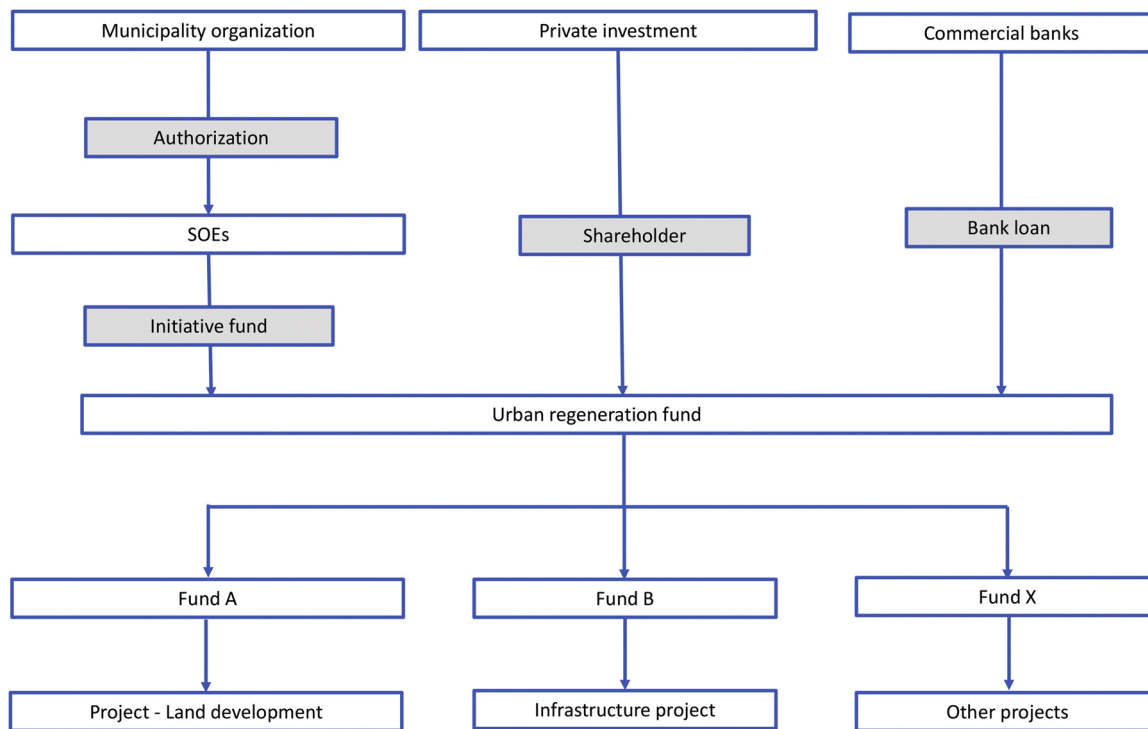 Municipality organization
Private investment
Commercial banks
Authorization
SOEs
Shareholder
Bank loan
Initiative fund
Urban regeneration fund
Fund A
Fund B
Fund X
Project - Land development
Infrastructure project
Other projects